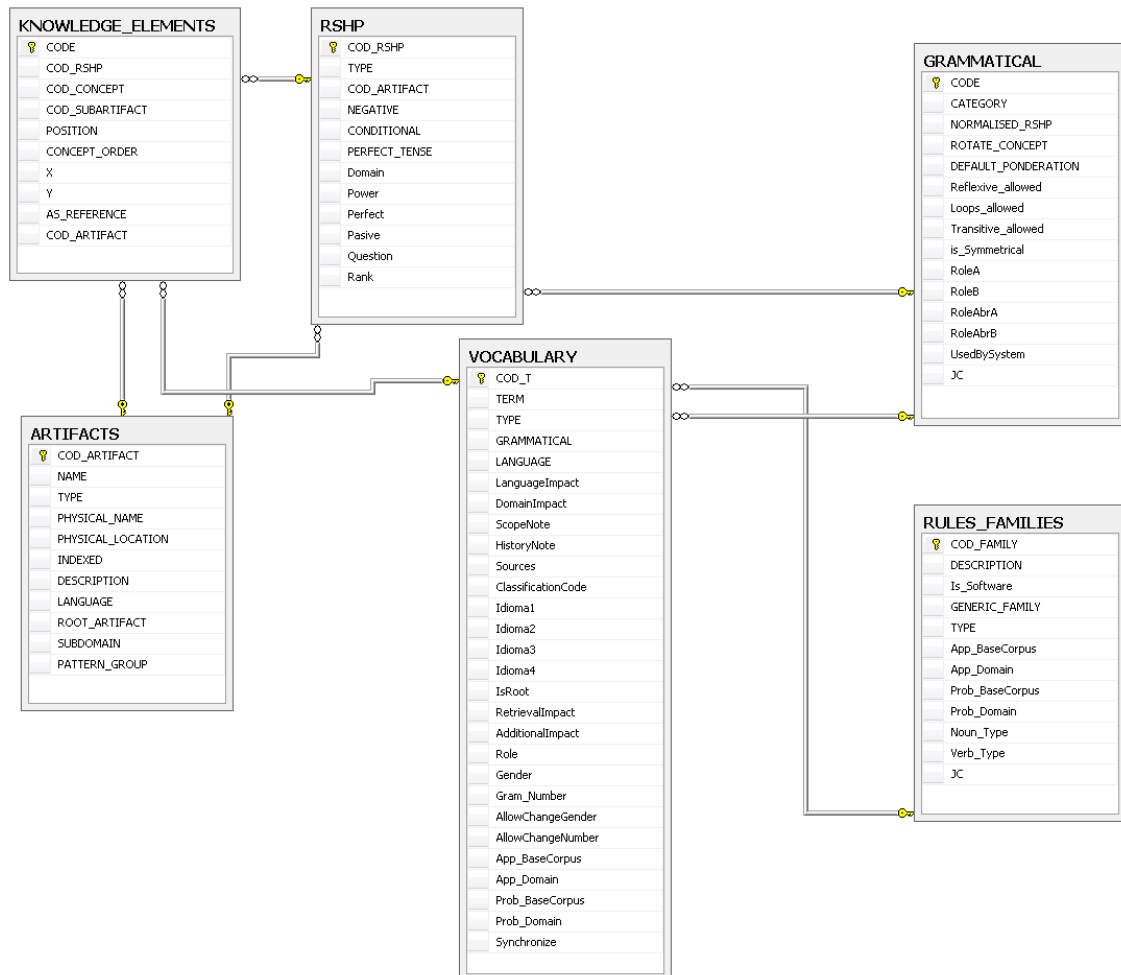 KNOWLEDGE_ELEMENTS
CODE
COD_RSHP
COD_CONCEPT
COD_SUBARTIFACT
POSITION
CONCEPT_ORDER
X
Y
AS_REFERENCE
COD_ARTIFACT
RSHP
COD_RSHP
TYPE
COD_ARTIFACT
NEGATIVE
CONDITIONAL
PERFECT_TENSE
Domain
Power
Perfect
Pasive
Question
Rank
GRAMMATICAL
CODE
CATEGORY
NORMALISED_RSHP
ROTATE_CONCEPT
DEFAULT_PONDERATION
Reflexive_allowed
Loops_allowed
Transitive_allowed
is_Symmetrical
RoleA
RoleB
RoleAbrA
RoleAbrB
UsedBySystem
JC
ARTIFACTS
COD_ARTIFACT
NAME
TYPE
PHYSICAL_NAME
PHYSICAL_LOCATION
INDEXED
DESCRIPTION
LANGUAGE
ROOT_ARTIFACT
SUBDOMAIN
PATTERN_GROUP
VOCABULARY
COD_T
TERM
TYPE
GRAMMATICAL
LANGUAGE
LanguageImpact
DomainImpact
ScopeNote
HistoryNote
Sources
ClassificationCode
Idioma1
Idioma2
Idioma3
Idioma4
IsRoot
RetrievalImpact
AdditionalImpact
Role
Gender
Gram_Number
AllowChangeGender
AllowChangeNumber
App_BaseCorpus
App_Domain
Prob_BaseCorpus
Prob_Domain
Synchronize
RULES_FAMILIES
COD_FAMILY
DESCRIPTION
Is_Software
GENERIC_FAMILY
TYPE
App_BaseCorpus
App_Domain
Prob_BaseCorpus
Prob_Domain
Noun_Type
Verb_Type
JC